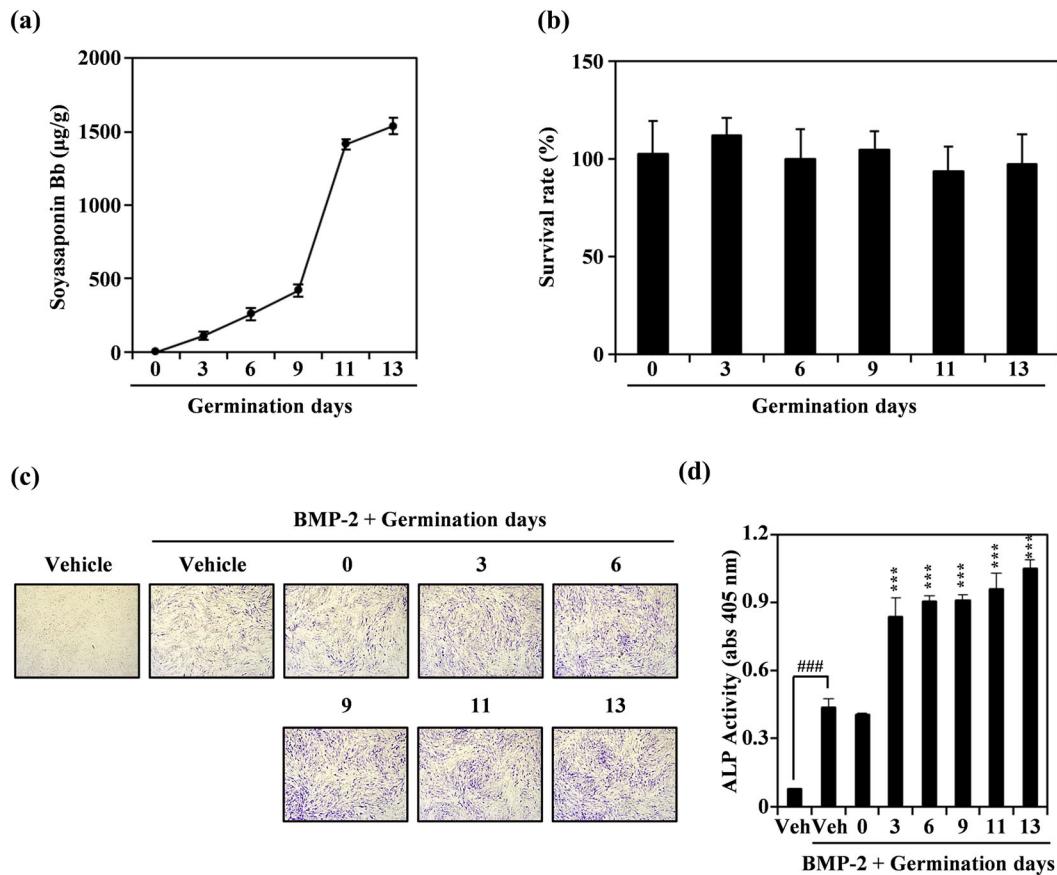 (a)
2000
1500
1000
500
0
Soyasaponin Bb (µg/g)
0 3 6 9 11 13
Germination days
(b)
150
100
50
0
Survival rate (%)
0 3 6 9 11 13
Germination days
(c)
BMP-2 + Germination days
Vehicle Vehicle 0 3 6
9 11 13
(d)
1.2
0.9
0.6
0.3
0
ALP Activity (abs 405 nm)
###
*** *** *** *** ***
Veh Veh 0 3 6 9 11 13
BMP-2 + Germination days